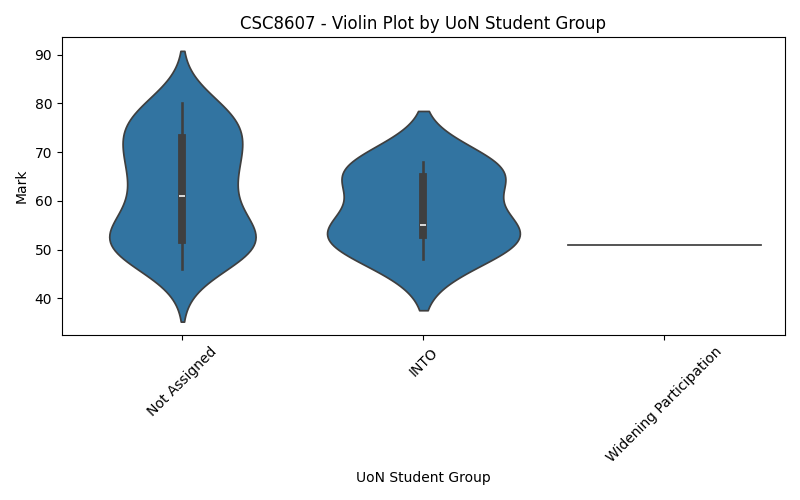 CSC8607 - Violin Plot by UoN Student Group
90
80
70
60
50
40
Mark
Not Assigned
INTO
Widening Participation
UoN Student Group